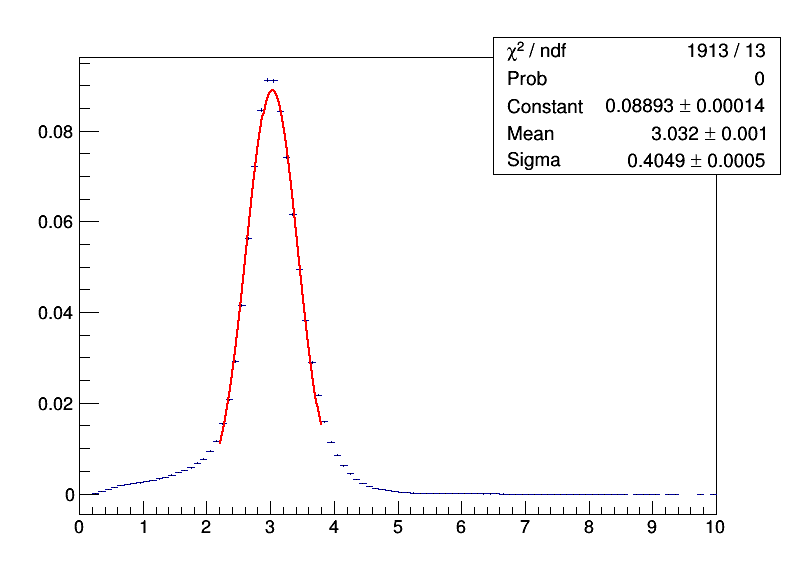 χ² / ndf 1913 / 13
Prob 0
Constant 0.08893 ± 0.00014
Mean 3.032 ± 0.001
Sigma 0.4049 ± 0.0005
0.08
0.06
0.04
0.02
0
0 1 2 3 4 5 6 7 8 9 10